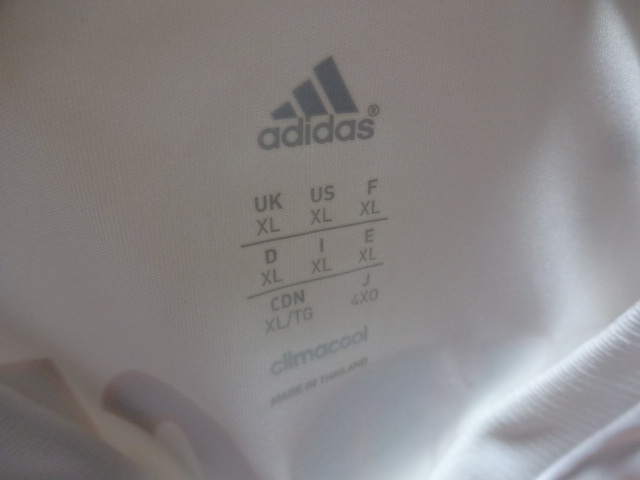 adidas®
UK US F
XL XL XL
D I E
XL XL XL
CDN J
XL/TG 4XO
climacool
MADE IN THAILAND